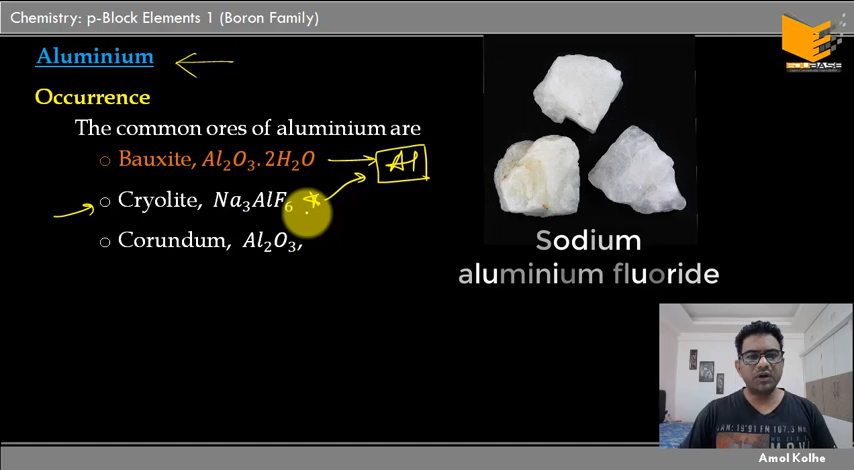 Chemistry: p-Block Elements 1 (Boron Family)
EDUBASE
Aluminium
Occurrence
The common ores of aluminium are
○ Bauxite, Al₂O₃.2H₂O
Al
○ Cryolite, Na₃AlF₆
○ Corundum, Al₂O₃,
Sodium
aluminium fluoride
Amol Kolhe